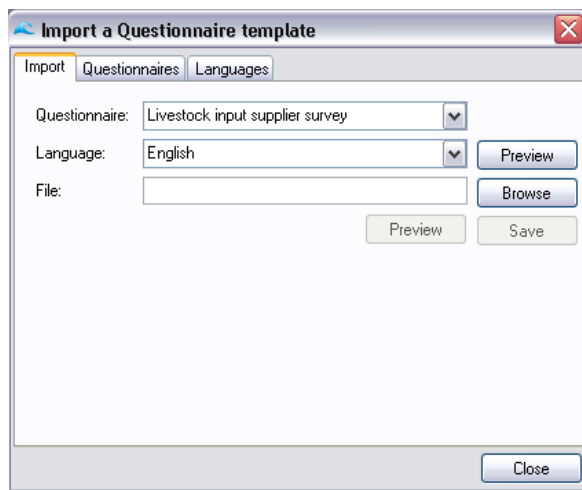 Import a Questionnaire template
Import Questionnaires Languages
Questionnaire: Livestock input supplier survey
Language: English Preview
File: Browse
Preview Save
Close